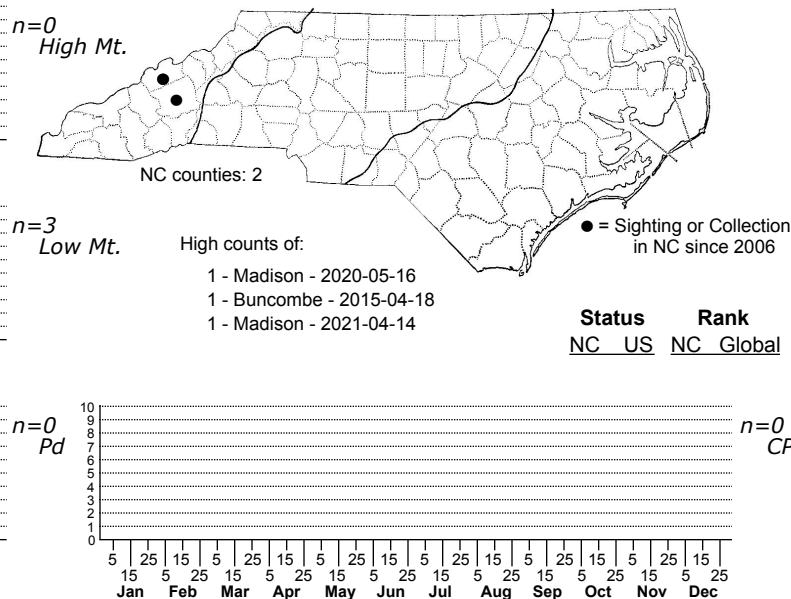 n=0
High Mt.
NC counties: 2
n=3
Low Mt.
High counts of:
1 - Madison - 2020-05-16
1 - Buncombe - 2015-04-18
1 - Madison - 2021-04-14
● = Sighting or Collection
in NC since 2006
Status Rank
NC US NC Global
n=0
Pd
10
9
8
7
6
5
4
3
2
1
0
n=0
CP
5 25 15 5 25 15 5 25 15 5 25 15 5 25 15 5 25 15
15 5 25 15 5 25 15 5 25 15 5 25 15 5 25 15 5 25
Jan Feb Mar Apr May Jun Jul Aug Sep Oct Nov Dec